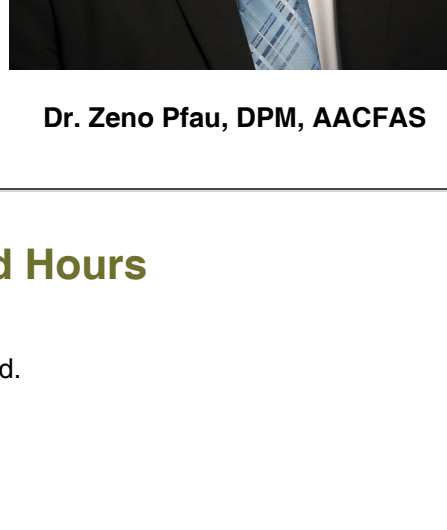 Dr. Zeno Pfau, DPM, AACFAS
d Hours
d.